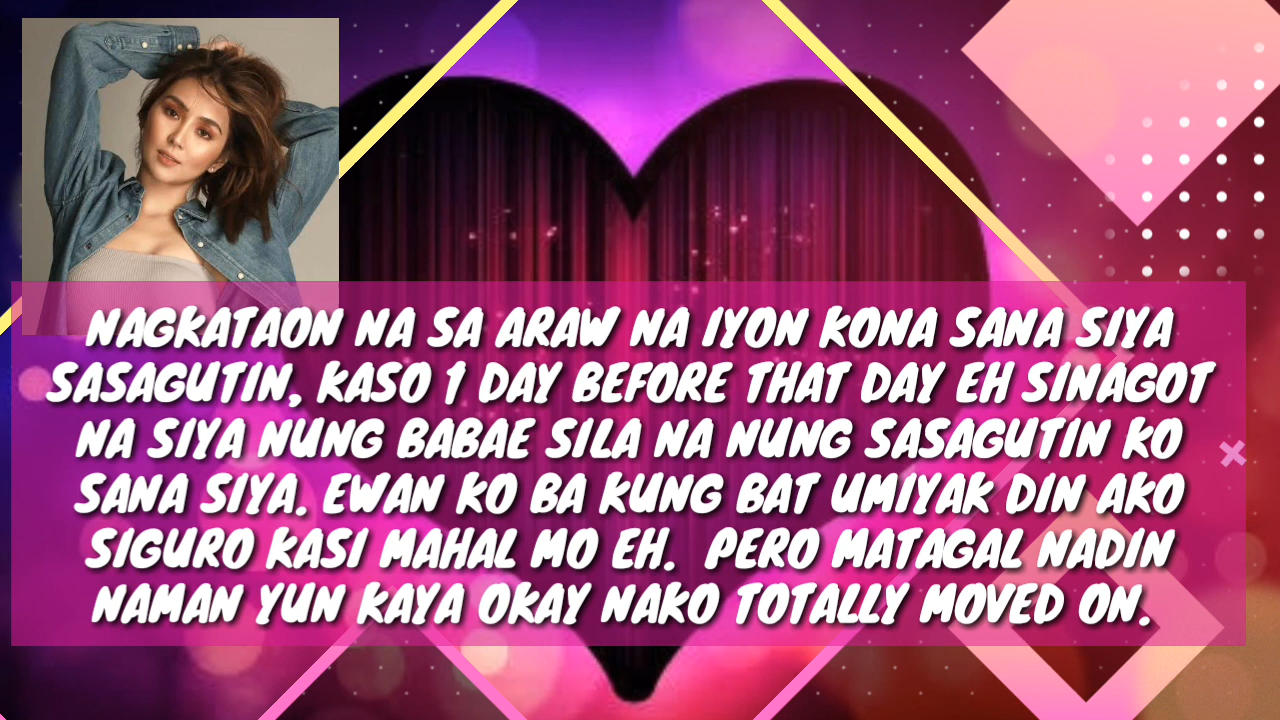 NAGKATAON NA SA ARAW NA IYON KONA SANA SIYA
SASAGUTIN, KASO 1 DAY BEFORE THAT DAY EH SINAGOT
NA SIYA NUNG BABAE SILA NA NUNG SASAGUTIN KO
SANA SIYA. EWAN KO BA KUNG BAT UMIYAK DIN AKO
SIGURO KASI MAHAL MO EH. PERO MATAGAL NADIN
NAMAN YUN KAYA OKAY NAKO TOTALLY MOVED ON.